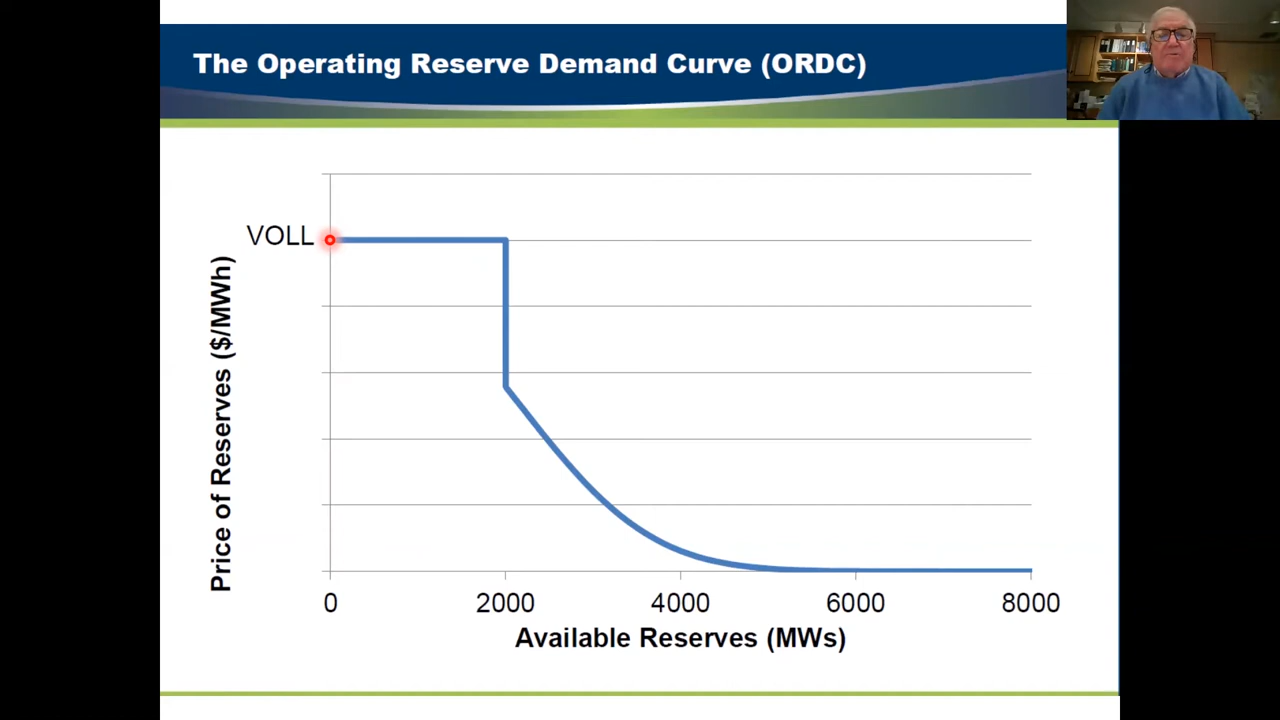 The Operating Reserve Demand Curve (ORDC)
VOLL
Price of Reserves ($/MWh)
0 2000 4000 6000 8000
Available Reserves (MWs)